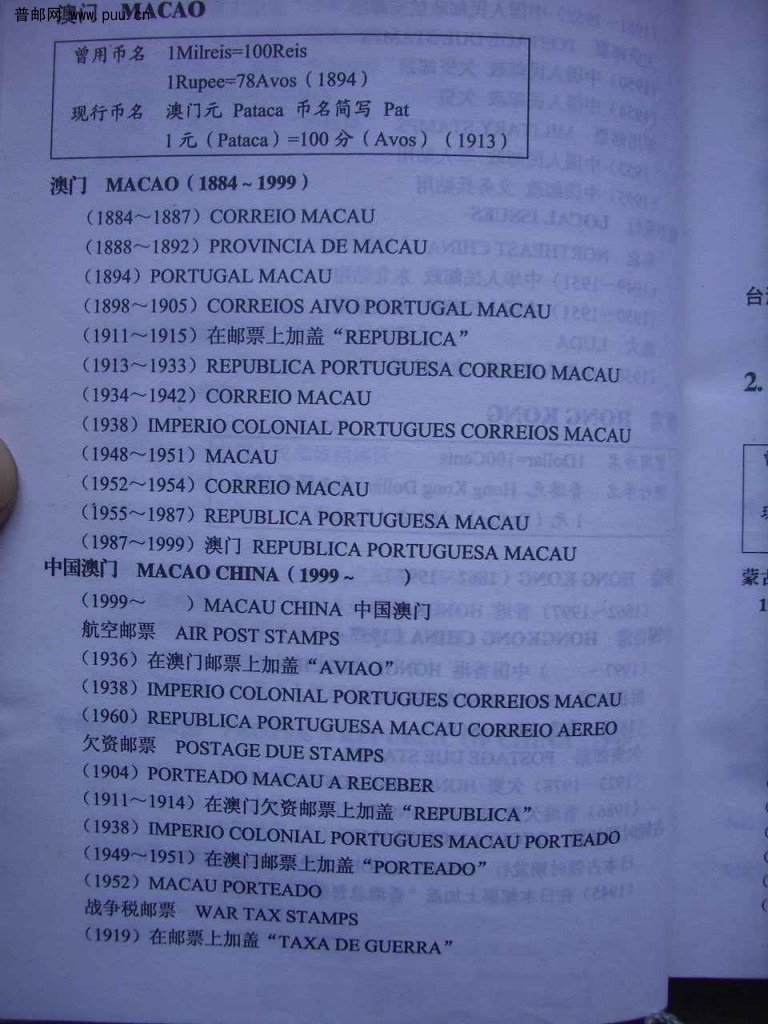 普邮网 www.puu.cn
澳门 MACAO
曾用币名 1Milreis=100Reis
1Rupee=78Avos（1894）
现行币名 澳门元 Pataca 币名简写 Pat
1元（Pataca）=100分（Avos）（1913）
澳门 MACAO（1884～1999）
（1884～1887）CORREIO MACAU
（1888～1892）PROVINCIA DE MACAU
（1894）PORTUGAL MACAU
（1898～1905）CORREIOS AIVO PORTUGAL MACAU
（1911～1915）在邮票上加盖“REPUBLICA”
（1913～1933）REPUBLICA PORTUGUESA CORREIO MACAU
（1934～1942）CORREIO MACAU
（1938）IMPERIO COLONIAL PORTUGUES CORREIOS MACAU
（1948～1951）MACAU
（1952～1954）CORREIO MACAU
（1955～1987）REPUBLICA PORTUGUESA MACAU
（1987～1999）澳门 REPUBLICA PORTUGUESA MACAU
中国澳门 MACAO CHINA（1999～ ）
（1999～ ）MACAU CHINA 中国澳门
航空邮票 AIR POST STAMPS
（1936）在澳门邮票上加盖“AVIAO”
（1938）IMPERIO COLONIAL PORTUGUES CORREIOS MACAU
（1960）REPUBLICA PORTUGUESA MACAU CORREIO AEREO
欠资邮票 POSTAGE DUE STAMPS
（1904）PORTEADO MACAU A RECEBER
（1911～1914）在澳门欠资邮票上加盖“REPUBLICA”
（1938）IMPERIO COLONIAL PORTUGUES MACAU PORTEADO
（1949～1951）在澳门邮票上加盖“PORTEADO”
（1952）MACAU PORTEADO
战争税邮票 WAR TAX STAMPS
（1919）在邮票上加盖“TAXA DE GUERRA”
2.